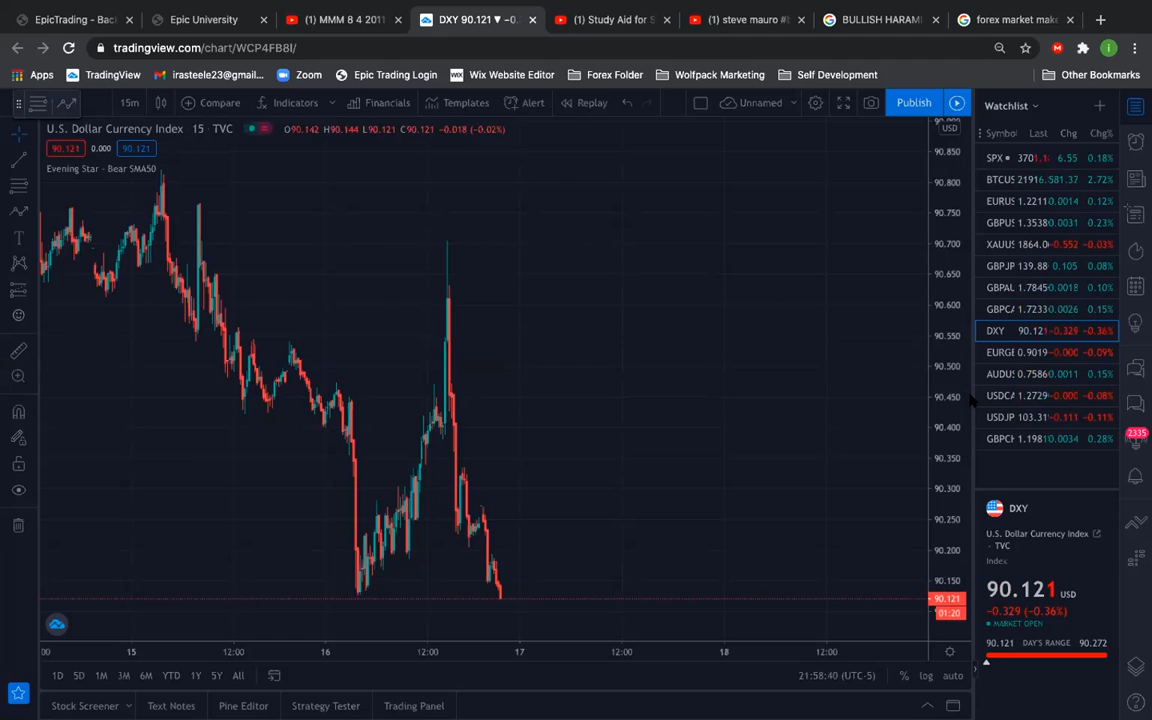 EpicTrading - Back
Epic University
(1) MMM 8 4 2011
DXY 90.121 ▼ -0.
(1) Study Aid for S
(1) steve mauro #b
BULLISH HARAMI
forex market make
tradingview.com/chart/WCP4FB8l/
Apps TradingView irasteele23@gmail... Zoom Epic Trading Login Wix Website Editor Forex Folder Wolfpack Marketing Self Development Other Bookmarks
15m Compare Indicators Financials Templates Alert Replay Unnamed Publish
U.S. Dollar Currency Index · 15 · TVC O90.142 H90.144 L90.121 C90.121 -0.018 (-0.02%)
90.121 0.000 90.121
Evening Star - Bear SMA50
USD
90.850
90.800
90.750
90.700
90.650
90.600
90.550
90.500
90.450
90.400
90.350
90.300
90.250
90.200
90.150
90.121
01:20
:00 15 12:00 16 12:00 17 12:00 18 12:00
1D 5D 1M 3M 6M YTD 1Y 5Y All 21:58:40 (UTC-5) % log auto
Stock Screener Text Notes Pine Editor Strategy Tester Trading Panel
Watchlist
Symbo Last Chg Chg%
SPX 3701.1 6.55 0.18%
BTCUS 21916. 581.37 2.72%
EURUS 1.2211 0.0014 0.12%
GBPUS 1.3538 0.0031 0.23%
XAUUS 1864.0 -0.552 -0.03%
GBPJP 139.88 0.105 0.08%
GBPAU 1.7845 0.0018 0.10%
GBPCA 1.7233 0.0026 0.15%
DXY 90.121 -0.329 -0.36%
EURGB 0.9019 -0.000 -0.09%
AUDUS 0.7586 0.0011 0.15%
USDCA 1.2729 -0.000 -0.08%
USDJP 103.31 -0.111 -0.11%
GBPCH 1.1981 0.0034 0.28%
2335
DXY
U.S. Dollar Currency Index
· TVC
Index
90.121 USD
-0.329 (-0.36%)
MARKET OPEN
90.121 DAY'S RANGE 90.272